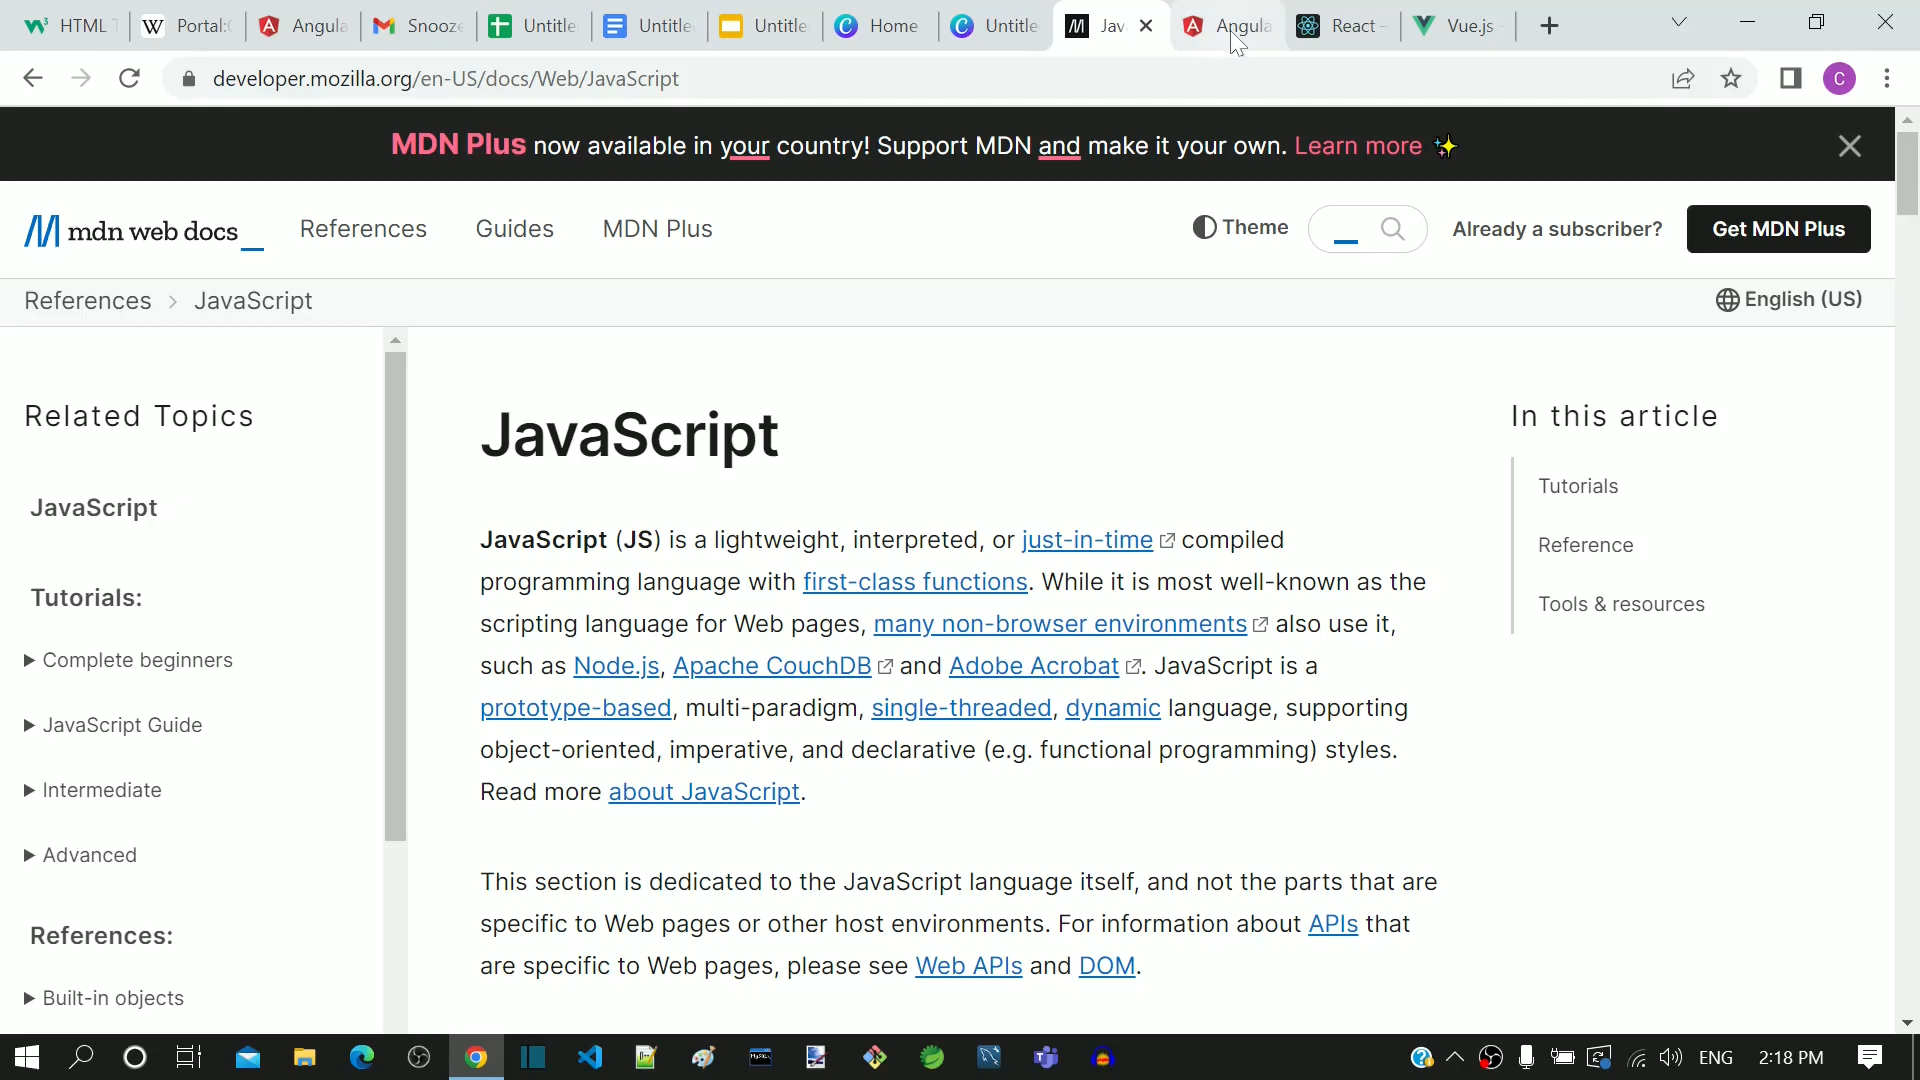 HTML
Portal:
Angula
Snooze
Untitle
Untitle
Untitle
Home
Untitle
Jav
Angula
React -
Vue.js
developer.mozilla.org/en-US/docs/Web/JavaScript
MDN Plus now available in your country! Support MDN and make it your own. Learn more ✨
mdn web docs_
References
Guides
MDN Plus
Theme
Already a subscriber?
Get MDN Plus
References > JavaScript
English (US)
Related Topics
JavaScript
Tutorials:
Complete beginners
JavaScript Guide
Intermediate
Advanced
References:
Built-in objects
JavaScript
JavaScript (JS) is a lightweight, interpreted, or just-in-time compiled
programming language with first-class functions. While it is most well-known as the
scripting language for Web pages, many non-browser environments also use it,
such as Node.js, Apache CouchDB and Adobe Acrobat. JavaScript is a
prototype-based, multi-paradigm, single-threaded, dynamic language, supporting
object-oriented, imperative, and declarative (e.g. functional programming) styles.
Read more about JavaScript.
This section is dedicated to the JavaScript language itself, and not the parts that are
specific to Web pages or other host environments. For information about APIs that
are specific to Web pages, please see Web APIs and DOM.
In this article
Tutorials
Reference
Tools & resources
ENG
2:18 PM